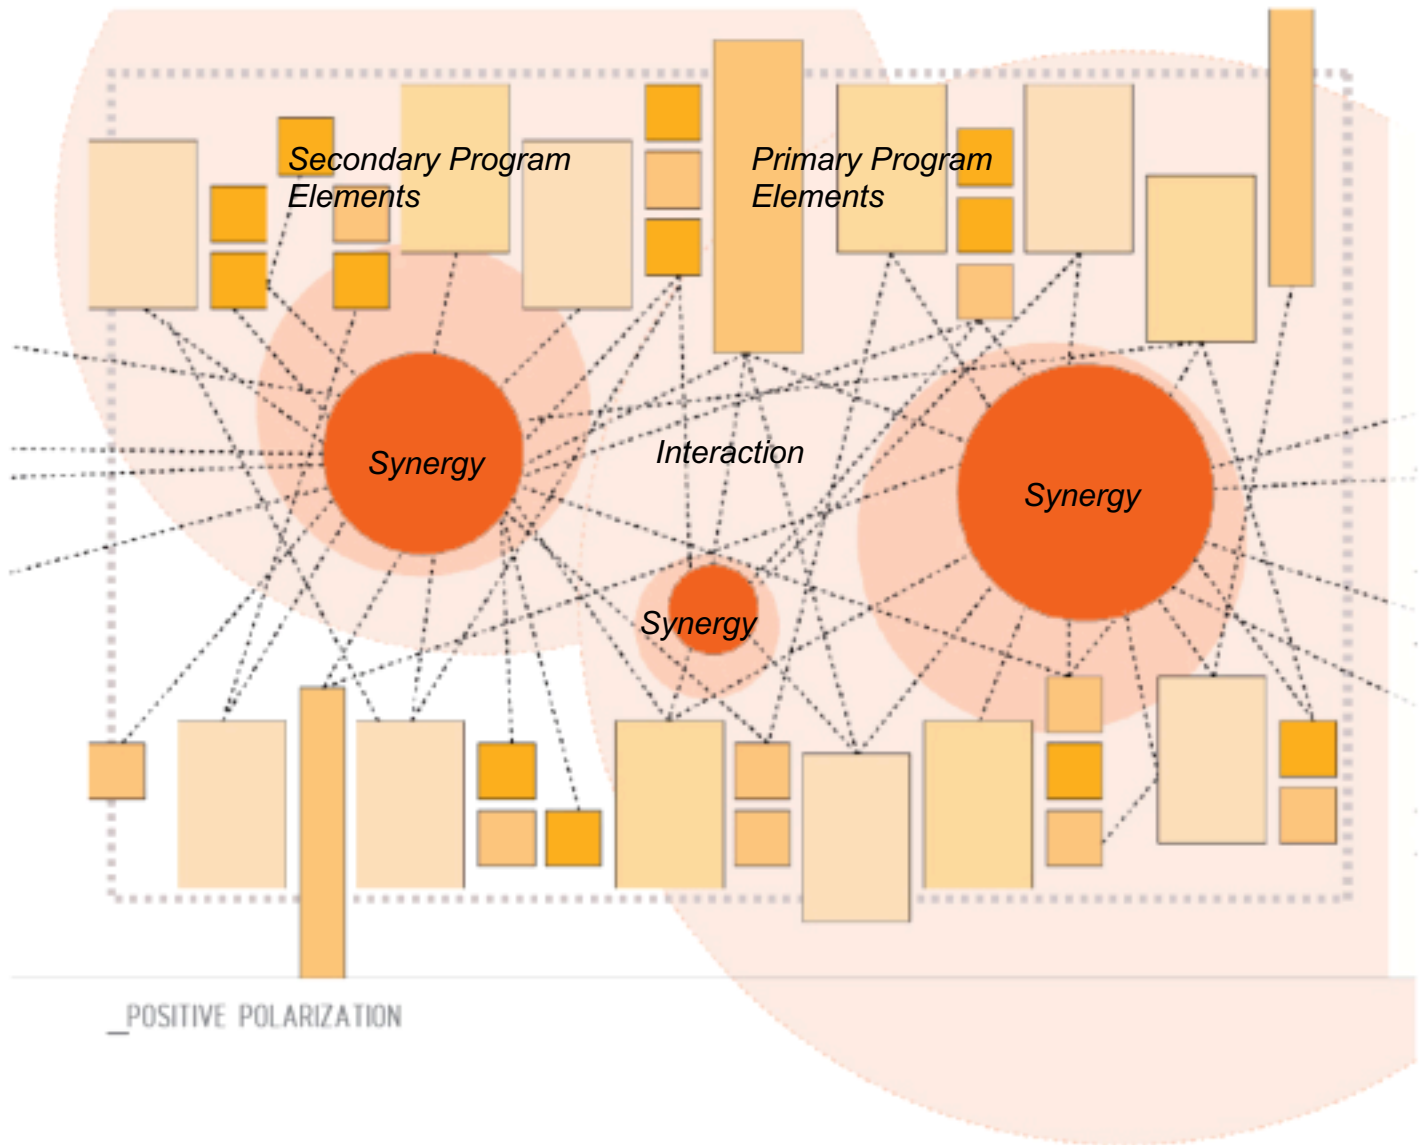 Secondary Program
Elements
Primary Program
Elements
Interaction
Synergy
Synergy
Synergy
_POSITIVE POLARIZATION